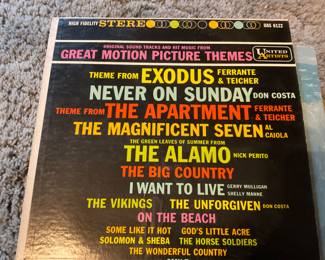 HIGH FIDELITY STEREO UAS 6122
ORIGINAL SOUND TRACKS AND HIT MUSIC FROM
GREAT MOTION PICTURE THEMES
UNITED ARTISTS
THEME FROM EXODUS FERRANTE & TEICHER
NEVER ON SUNDAY DON COSTA
THEME FROM THE APARTMENT FERRANTE & TEICHER
THE MAGNIFICENT SEVEN AL CAIOLA
THE GREEN LEAVES OF SUMMER FROM
THE ALAMO NICK PERITO
THE BIG COUNTRY
I WANT TO LIVE GERRY MULLIGAN SHELLY MANNE
THE VIKINGS THE UNFORGIVEN DON COSTA
ON THE BEACH
SOME LIKE IT HOT GOD'S LITTLE ACRE
SOLOMON & SHEBA THE HORSE SOLDIERS
THE WONDERFUL COUNTRY